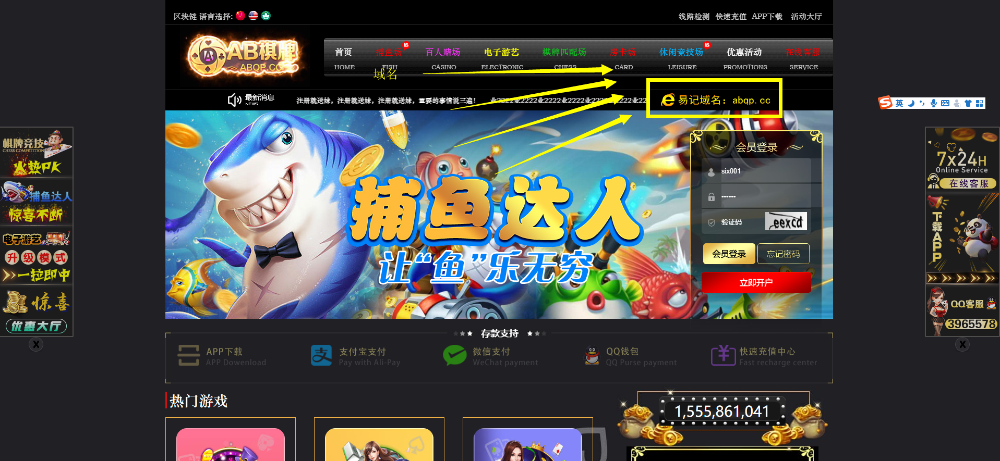 区块链 语言选择:
线路检测 快速充值 APP下载 活动大厅
AB棋牌
ABQP.CC
首页 捕鱼场 百人赌场 电子游艺 棋牌匹配场 房卡场 休闲竞技场 优惠活动 在线客服
热 热
HOME FISH CASINO ELECTRONIC CHESS CARD LEISURE PROMOTIONS SERVICE
域名
最新消息
NEWS
注册就送妹，注册就送妹，注册就送妹，重要的事情说三遍！
业2222业2222业2222业2222业2222业2222业22
易记域名：abqp.cc
英
棋牌竞技
CHESS COMPETITION
火热PK
捕鱼达人
惊喜不断
电子游艺
升级模式
一拉即中
惊喜
优惠大厅
X
捕鱼达人
让“鱼”乐无穷
会员登录
six001
••••••
验证码
eexcd
会员登录 忘记密码
立即开户
7X24H
Online Service
在线客服
下载APP
QQ客服
3965578
X
存款支持
APP下载
APP Dowenload
支付宝支付
Pay with Ali-Pay
微信支付
WeChat payment
QQ钱包
QQ Purse payment
快速充值中心
Fast recharge center
热门游戏
1,555,861,041